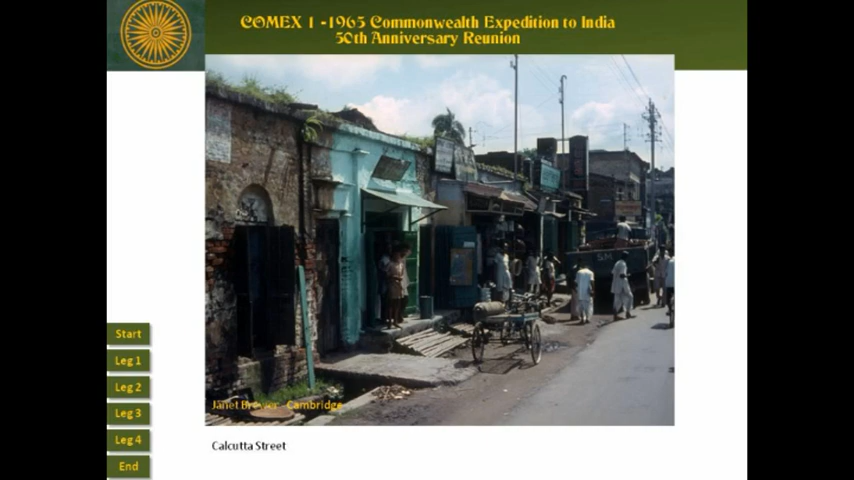 COMEX 1 -1965 Commonwealth Expedition to India
50th Anniversary Reunion
Start
Leg 1
Leg 2
Leg 3
Leg 4
End
Janet Brewer - Cambridge
Calcutta Street